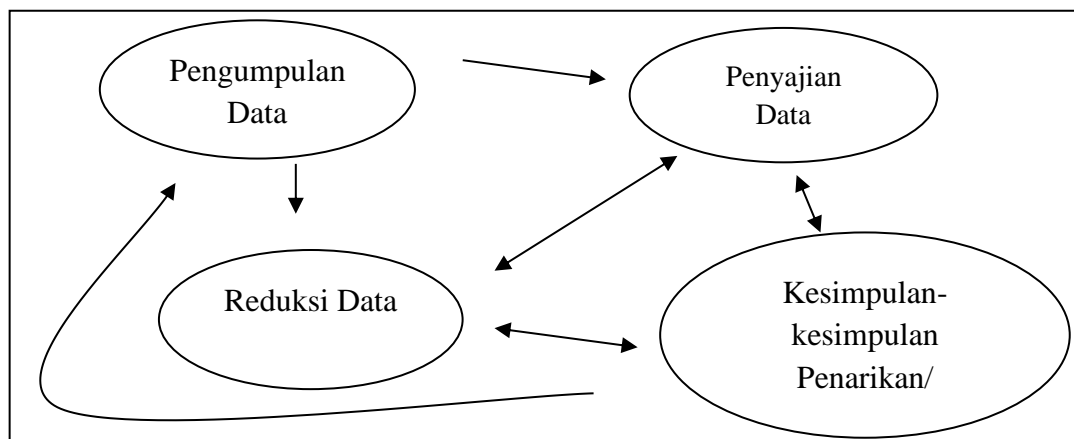 Pengumpulan
Data
Penyajian
Data
Reduksi Data
Kesimpulan-
kesimpulan
Penarikan/